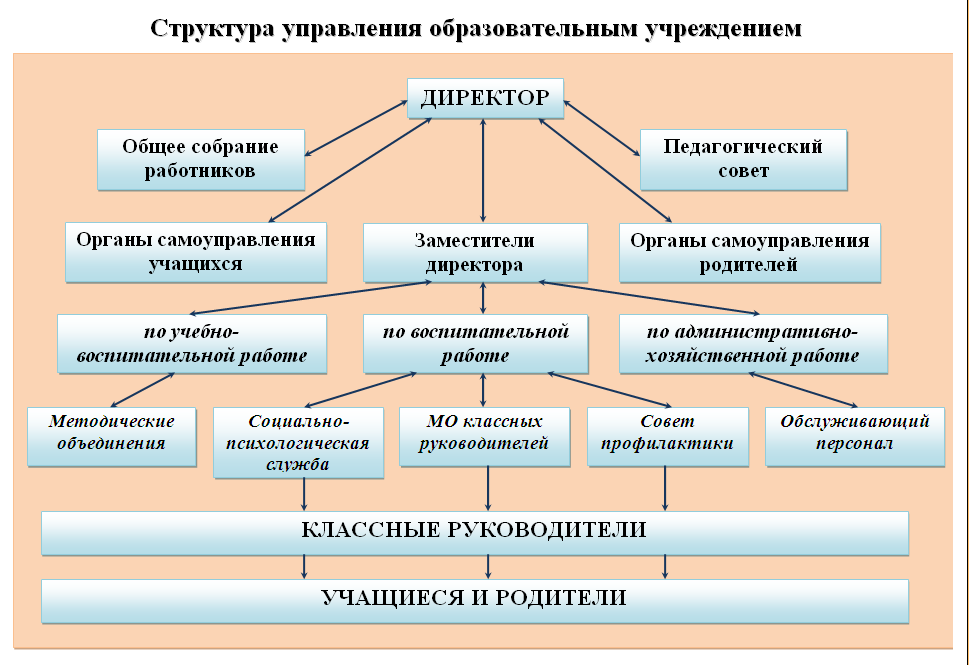 Структура управления образовательным учреждением
ДИРЕКТОР
Общее собрание
работников
Педагогический
совет
Органы самоуправления
учащихся
Заместители
директора
Органы самоуправления
родителей
по учебно-
воспитательной работе
по воспитательной
работе
по административно-
хозяйственной работе
Методические
объединения
Социально-
психологическая
служба
МО классных
руководителей
Совет
профилактики
Обслуживающий
персонал
КЛАССНЫЕ РУКОВОДИТЕЛИ
УЧАЩИЕСЯ И РОДИТЕЛИ